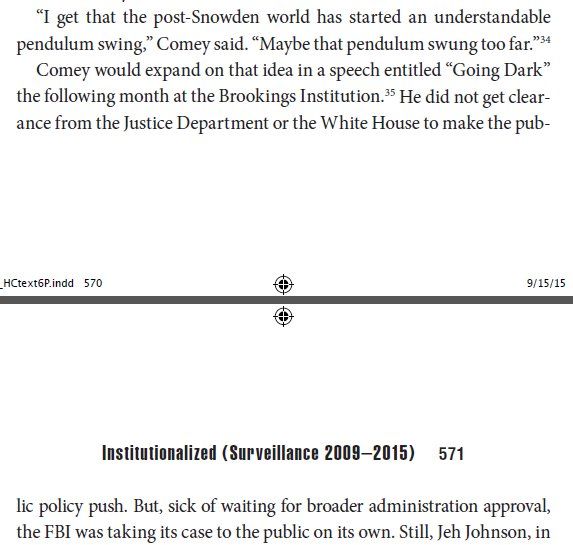 “I get that the post-Snowden world has started an understandable
pendulum swing,” Comey said. “Maybe that pendulum swung too far.”34
Comey would expand on that idea in a speech entitled “Going Dark”
the following month at the Brookings Institution.35 He did not get clear-
ance from the Justice Department or the White House to make the pub-
_HCtext6P.indd 570
9/15/15
Institutionalized (Surveillance 2009–2015) 571
lic policy push. But, sick of waiting for broader administration approval,
the FBI was taking its case to the public on its own. Still, Jeh Johnson, in